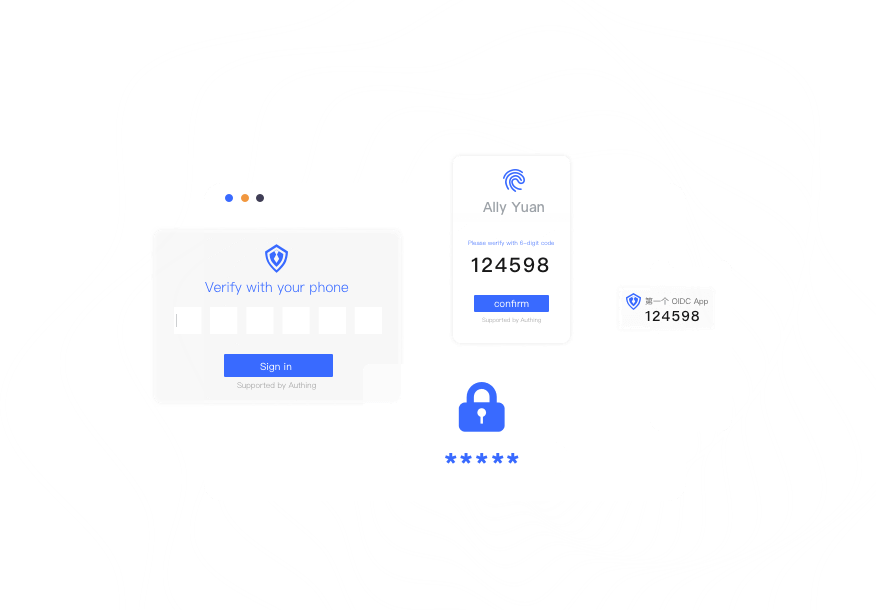 Verify with your phone
Sign in
Supported by Authing
Ally Yuan
Please werify with 6-digit code
124598
confirm
Supported by Authing
*****
第一个 OIDC App
124598